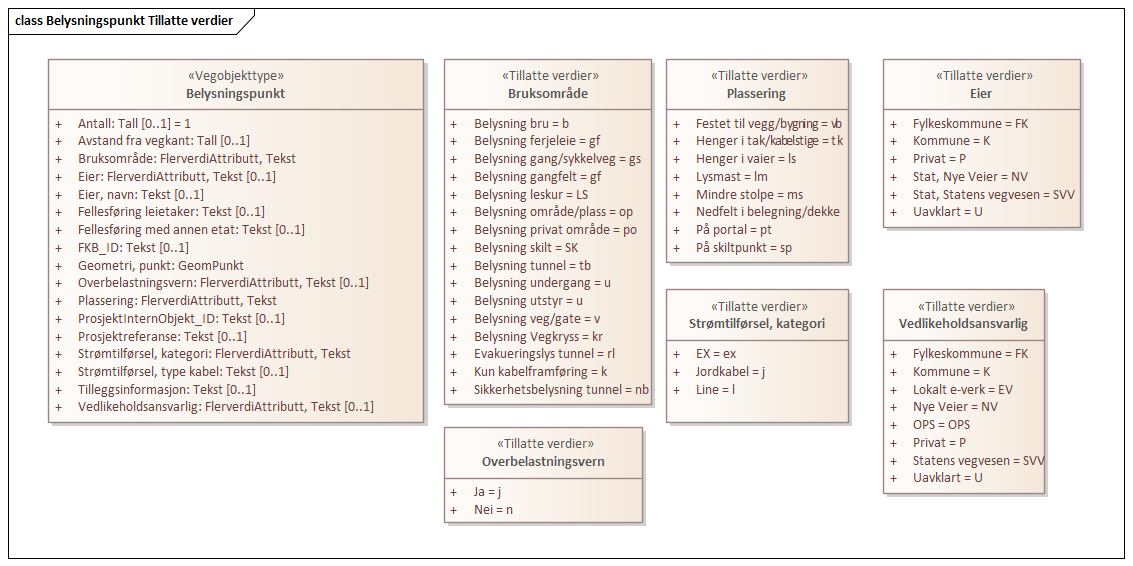 class Belysningspunkt Tillatte verdier
«Vegobjekttype»
Belysningspunkt
+ Antall: Tall [0..1] = 1
+ Avstand fra vegkant: Tall [0..1]
+ Bruksområde: FlerverdiAttributt, Tekst
+ Eier: FlerverdiAttributt, Tekst [0..1]
+ Eier, navn: Tekst [0..1]
+ Fellesføring leietaker: Tekst [0..1]
+ Fellesføring med annen etat: Tekst [0..1]
+ FKB_ID: Tekst [0..1]
+ Geometri, punkt: GeomPunkt
+ Overbelastningsvern: FlerverdiAttributt, Tekst [0..1]
+ Plassering: FlerverdiAttributt, Tekst
+ ProsjektInternObjekt_ID: Tekst [0..1]
+ Prosjektreferanse: Tekst [0..1]
+ Strømtilførsel, kategori: FlerverdiAttributt, Tekst
+ Strømtilførsel, type kabel: Tekst [0..1]
+ Tilleggsinformasjon: Tekst [0..1]
+ Vedlikeholdsansvarlig: FlerverdiAttributt, Tekst [0..1]
«Tillatte verdier»
Bruksområde
+ Belysning bru = b
+ Belysning ferjeleie = gf
+ Belysning gang/sykkelveg = gs
+ Belysning gangfelt = gf
+ Belysning leskur = LS
+ Belysning område/plass = op
+ Belysning privat område = po
+ Belysning skilt = SK
+ Belysning tunnel = tb
+ Belysning undergang = u
+ Belysning utstyr = u
+ Belysning veg/gate = v
+ Belysning Vegkryss = kr
+ Evakueringslys tunnel = rl
+ Kun kabelframføring = k
+ Sikkerhetsbelysning tunnel = nb
«Tillatte verdier»
Overbelastningsvern
+ Ja = j
+ Nei = n
«Tillatte verdier»
Plassering
+ Festet til vegg/bygning = vb
+ Henger i tak/kabelstige = tk
+ Henger i vaier = ls
+ Lysmast = lm
+ Mindre stolpe = ms
+ Nedfelt i belegning/dekke
+ På portal = pt
+ På skiltpunkt = sp
«Tillatte verdier»
Strømtilførsel, kategori
+ EX = ex
+ Jordkabel = j
+ Line = l
«Tillatte verdier»
Eier
+ Fylkeskommune = FK
+ Kommune = K
+ Privat = P
+ Stat, Nye Veier = NV
+ Stat, Statens vegvesen = SVV
+ Uavklart = U
«Tillatte verdier»
Vedlikeholdsansvarlig
+ Fylkeskommune = FK
+ Kommune = K
+ Lokalt e-verk = EV
+ Nye Veier = NV
+ OPS = OPS
+ Privat = P
+ Statens vegvesen = SVV
+ Uavklart = U